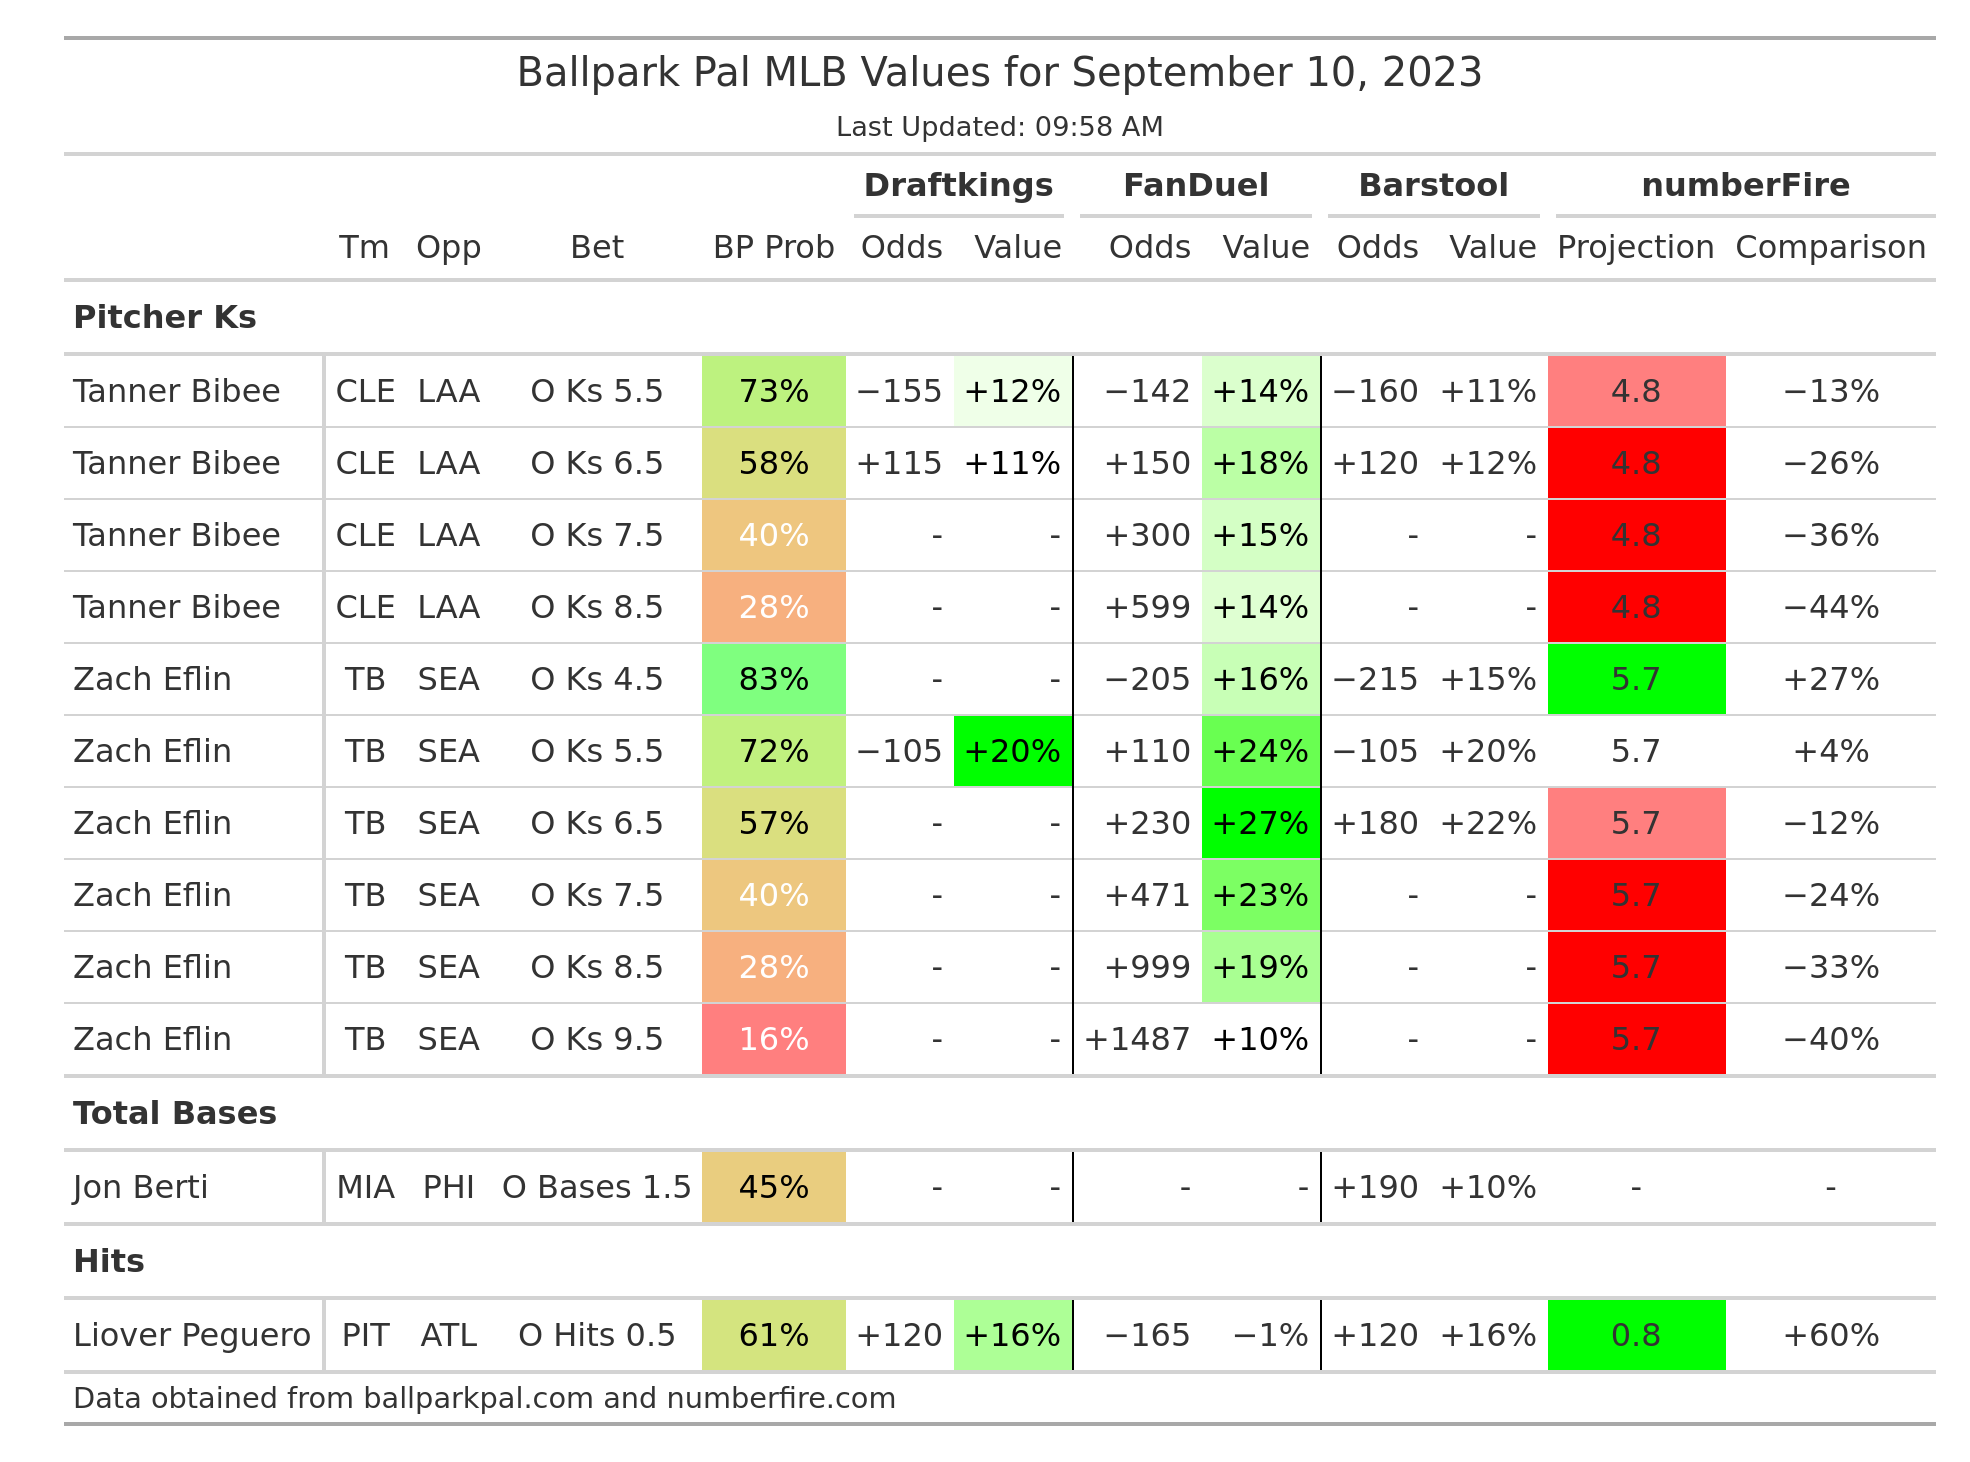 Ballpark Pal MLB Values for September 10, 2023
Last Updated: 09:58 AM
Draftkings FanDuel Barstool numberFire
Tm Opp Bet BP Prob Odds Value Odds Value Odds Value Projection Comparison
Pitcher Ks
Tanner Bibee CLE LAA O Ks 5.5 73% −155 +12% −142 +14% −160 +11% 4.8 −13%
Tanner Bibee CLE LAA O Ks 6.5 58% +115 +11% +150 +18% +120 +12% 4.8 −26%
Tanner Bibee CLE LAA O Ks 7.5 40% - - +300 +15% - - 4.8 −36%
Tanner Bibee CLE LAA O Ks 8.5 28% - - +599 +14% - - 4.8 −44%
Zach Eflin TB SEA O Ks 4.5 83% - - −205 +16% −215 +15% 5.7 +27%
Zach Eflin TB SEA O Ks 5.5 72% −105 +20% +110 +24% −105 +20% 5.7 +4%
Zach Eflin TB SEA O Ks 6.5 57% - - +230 +27% +180 +22% 5.7 −12%
Zach Eflin TB SEA O Ks 7.5 40% - - +471 +23% - - 5.7 −24%
Zach Eflin TB SEA O Ks 8.5 28% - - +999 +19% - - 5.7 −33%
Zach Eflin TB SEA O Ks 9.5 16% - - +1487 +10% - - 5.7 −40%
Total Bases
Jon Berti MIA PHI O Bases 1.5 45% - - - - +190 +10% - -
Hits
Liover Peguero PIT ATL O Hits 0.5 61% +120 +16% −165 −1% +120 +16% 0.8 +60%
Data obtained from ballparkpal.com and numberfire.com